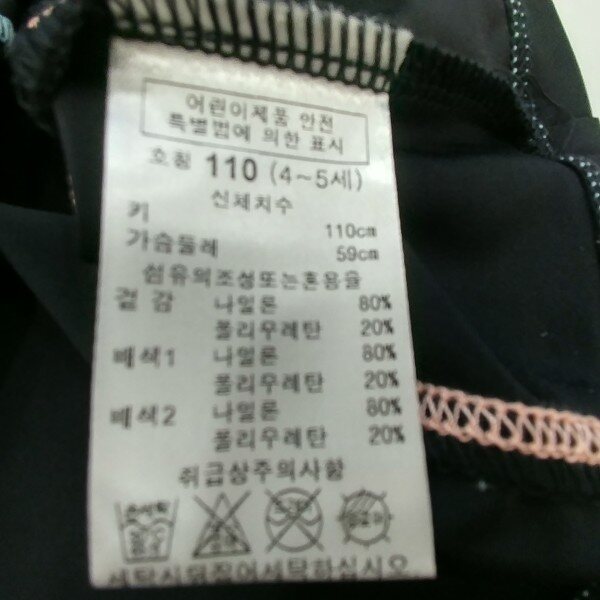 어린이제품 안전
특별법에 의한 표시
호칭 110 (4~5세)
신체치수
키 110cm
가슴둘레 59cm
섬유의조성또는혼용율
겉 감 나일론 80%
폴리우레탄 20%
배색1 나일론 80%
폴리우레탄 20%
배색2 나일론 80%
폴리우레탄 20%
취급상주의사항